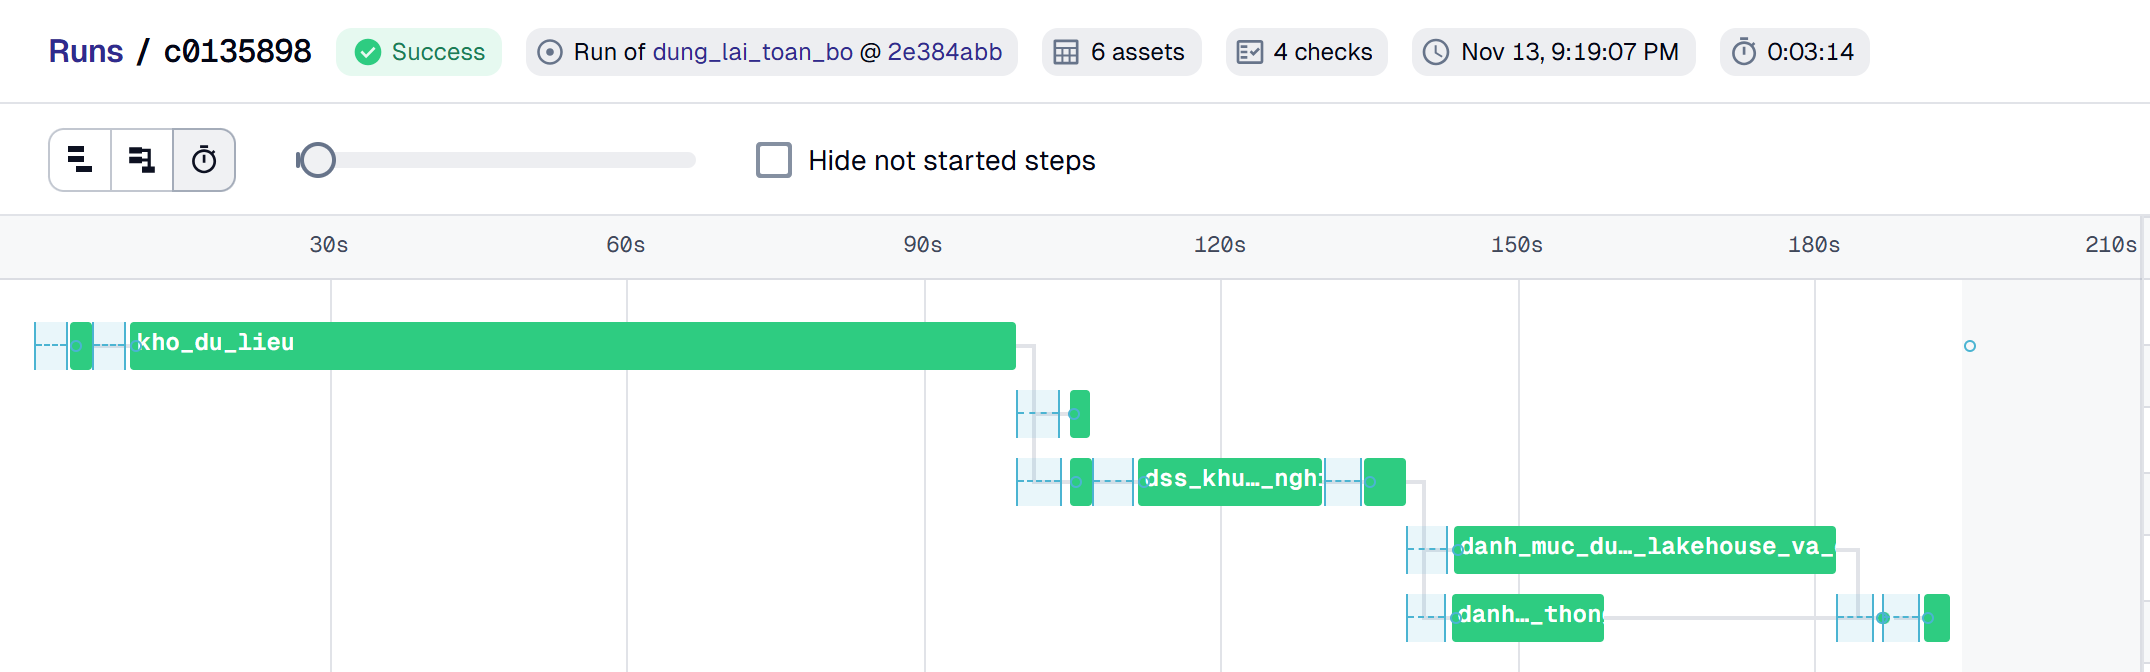 Runs / c0135898 Success Run of dung_lai_toan_bo @ 2e384abb 6 assets 4 checks Nov 13, 9:19:07 PM 0:03:14
Hide not started steps
30s 60s 90s 120s 150s 180s 210s
kho_du_lieu
dss_khu…_ngh
danh_muc_du…_lakehouse_va_
danh…_thon